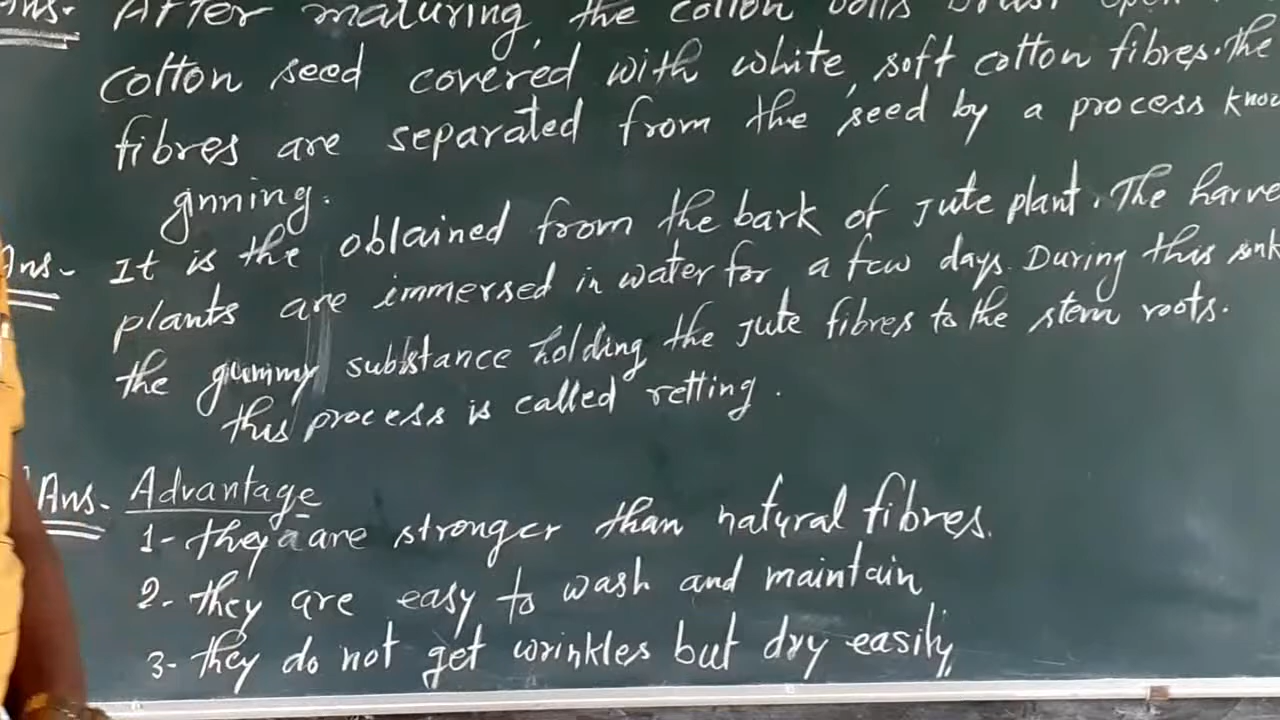 Ans. After maturing, the cotton bolls brust open
cotton seed covered with white, soft cotton fibres. The
fibres are separated from the seed by a process know
ginning.
Ans- It is the oblained from the bark of Jute plant. The harve
plants are immersed in water for a few days. During this
the gummy substance holding the jute fibres to the stem roots.
this process is called retting.
Ans- Advantage
1- they are stronger than natural fibres.
2- they are easy to wash and maintain
3- they do not get wrinkles but dry easily